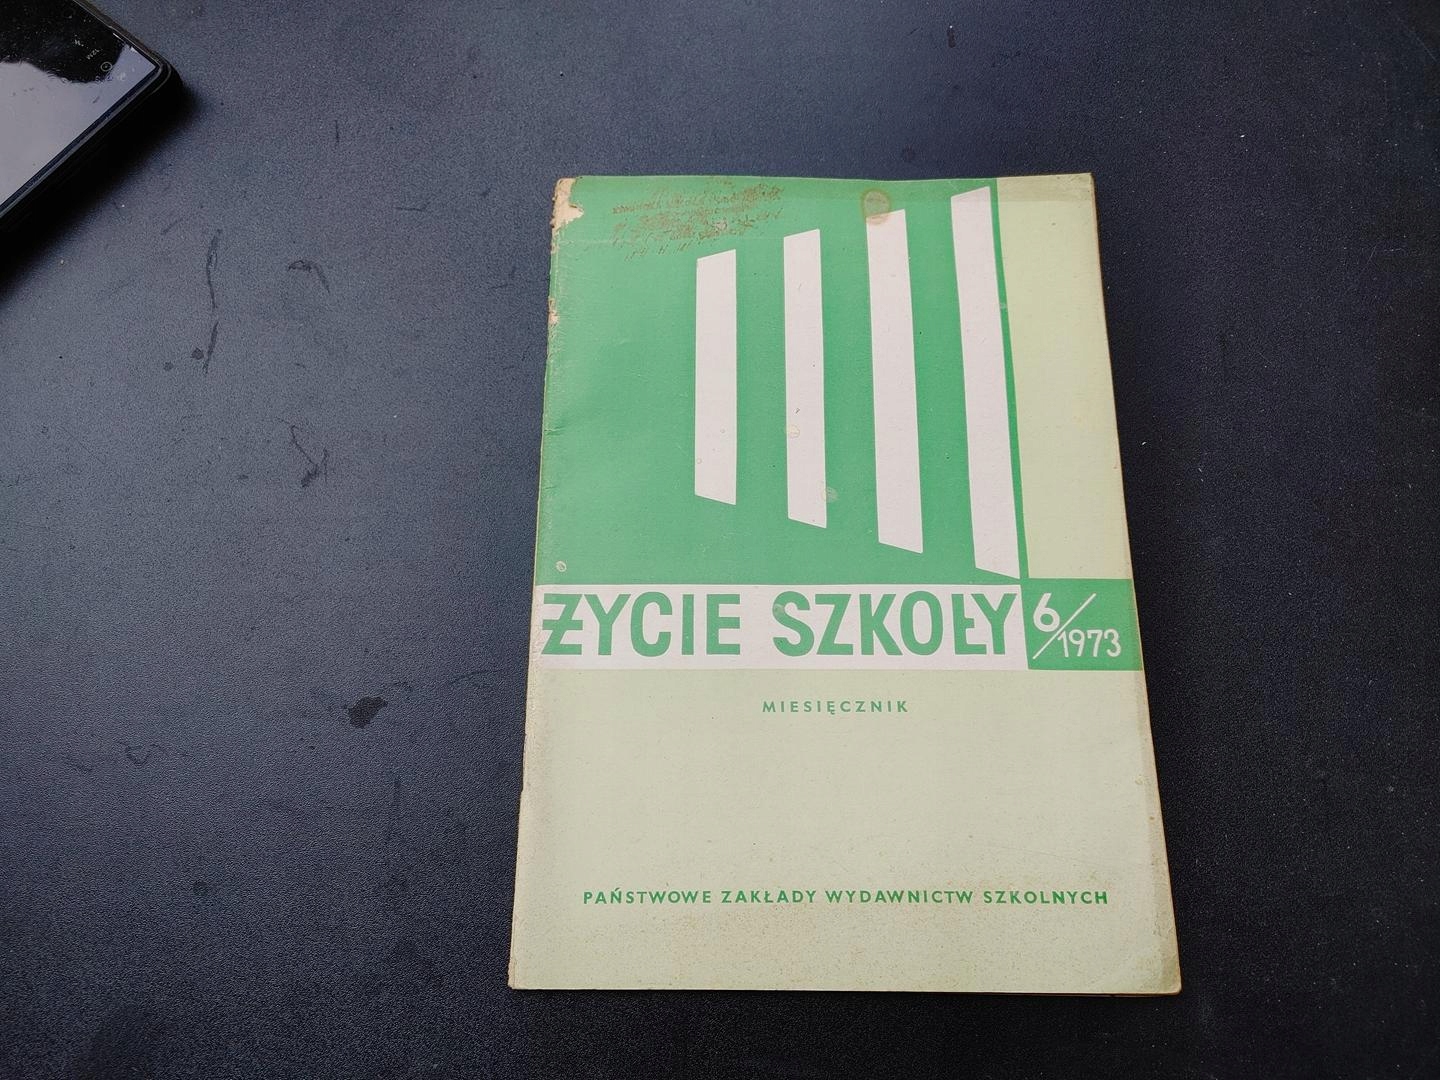 ŻYCIE SZKOŁY 6/1973
MIESIĘCZNIK
PAŃSTWOWE ZAKŁADY WYDAWNICTW SZKOLNYCH